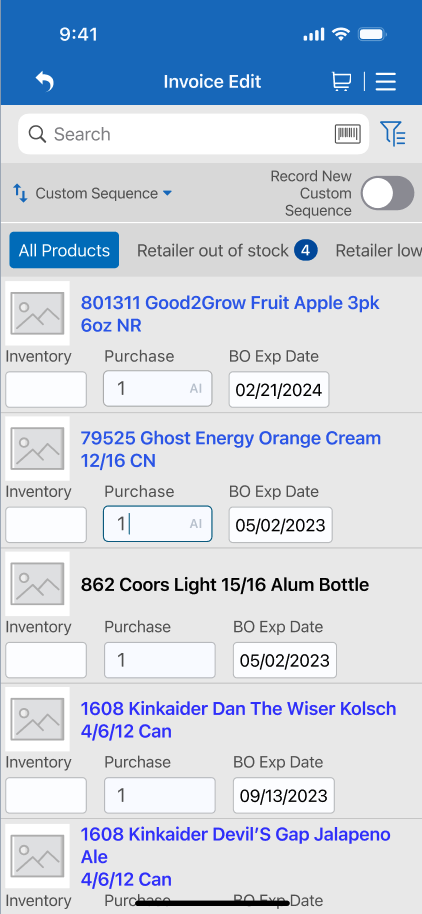 9:41
Invoice Edit
Search
Custom Sequence
Record New
Custom
Sequence
All Products
Retailer out of stock 4
Retailer low
801311 Good2Grow Fruit Apple 3pk
6oz NR
Inventory Purchase BO Exp Date
1 AI 02/21/2024
79525 Ghost Energy Orange Cream
12/16 CN
Inventory Purchase BO Exp Date
1 AI 05/02/2023
862 Coors Light 15/16 Alum Bottle
Inventory Purchase BO Exp Date
1 05/02/2023
1608 Kinkaider Dan The Wiser Kolsch
4/6/12 Can
Inventory Purchase BO Exp Date
1 09/13/2023
1608 Kinkaider Devil’S Gap Jalapeno
Ale
4/6/12 Can
Inventory Purchase BO Exp Date